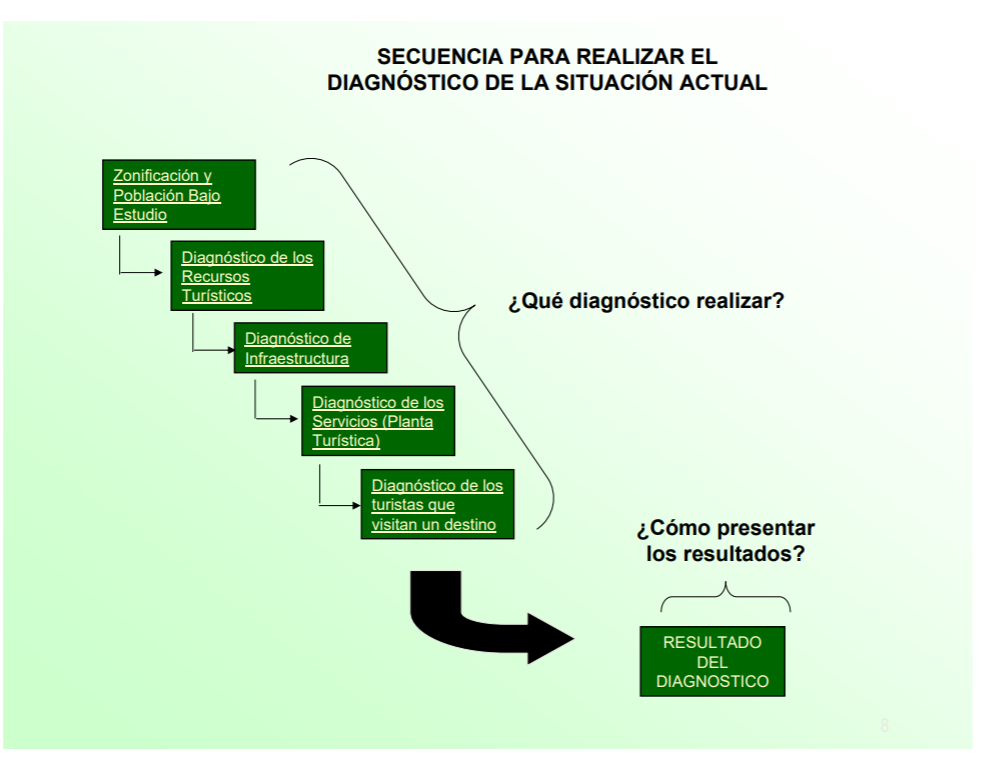 SECUENCIA PARA REALIZAR EL
DIAGNÓSTICO DE LA SITUACIÓN ACTUAL
Zonificación y
Población Bajo
Estudio
Diagnóstico de los
Recursos
Turísticos
Diagnóstico de
Infraestructura
Diagnóstico de los
Servicios (Planta
Turística)
Diagnóstico de los
turistas que
visitan un destino
¿Qué diagnóstico realizar?
¿Cómo presentar
los resultados?
RESULTADO
DEL
DIAGNOSTICO
8